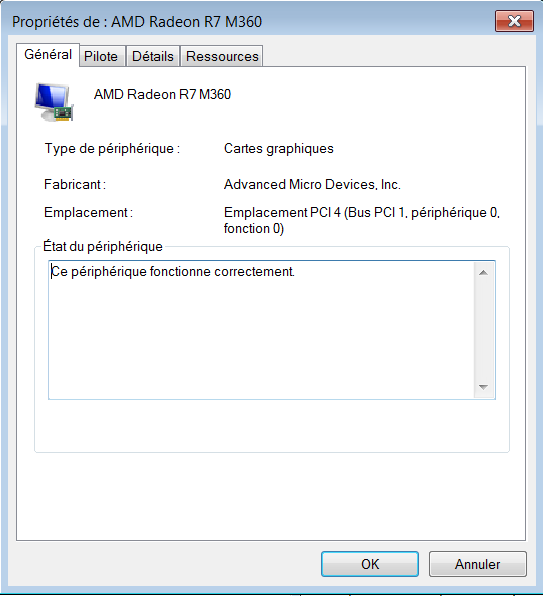 Propriétés de : AMD Radeon R7 M360
Général Pilote Détails Ressources
AMD Radeon R7 M360
Type de périphérique : Cartes graphiques
Fabricant : Advanced Micro Devices, Inc.
Emplacement : Emplacement PCI 4 (Bus PCI 1, périphérique 0,
fonction 0)
État du périphérique
Ce périphérique fonctionne correctement.
OK Annuler